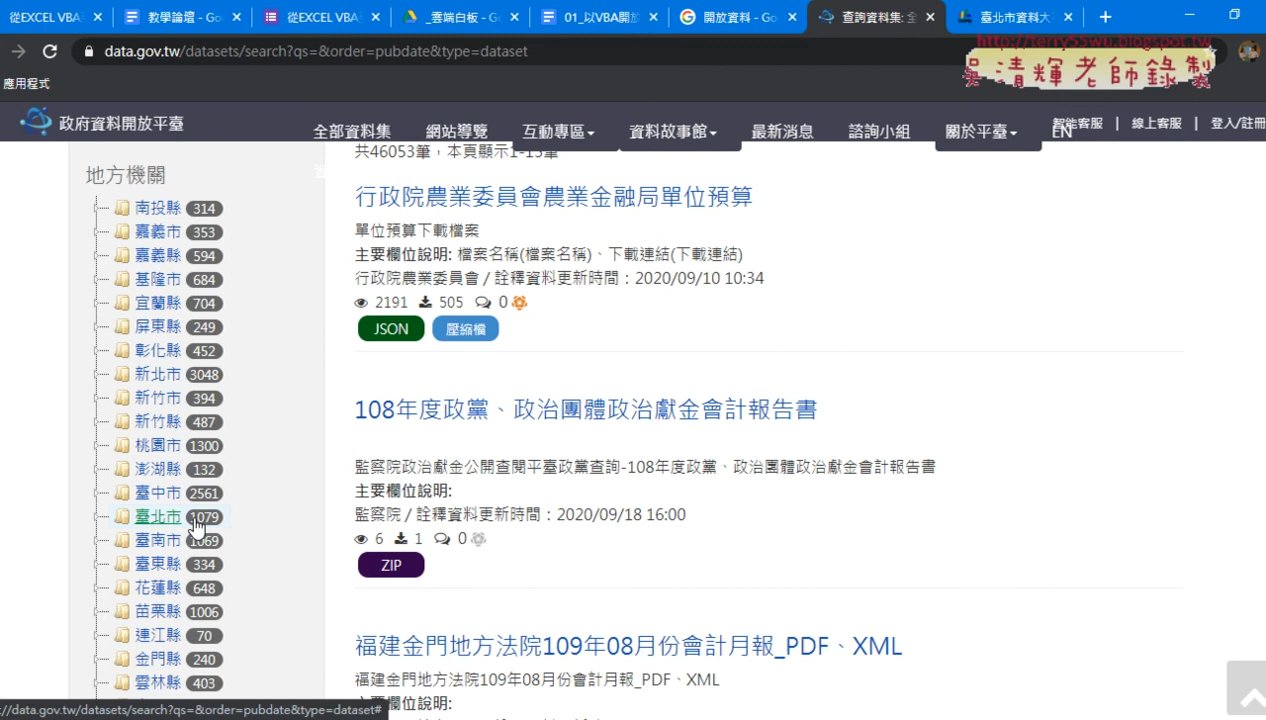 從EXCEL VBA
教學論壇 - Go
從EXCEL VBA
_雲端白板 - G
01_以VBA開放
開放資料 - Goo
查詢資料集: 全
臺北市資料大
data.gov.tw/datasets/search?qs=&order=pubdate&type=dataset
http://terry55wu.blogspot.tw
吳清輝老師錄製
應用程式
政府資料開放平臺
全部資料集
網站導覽
互動專區
資料故事館
最新消息
諮詢小組
關於平臺
EN
智能客服
線上客服
登入/註冊
地方機關
南投縣 314
嘉義市 353
嘉義縣 594
基隆市 684
宜蘭縣 704
屏東縣 249
彰化縣 452
新北市 3048
新竹市 394
新竹縣 487
桃園市 1300
澎湖縣 132
臺中市 2561
臺北市 1079
臺南市 1069
臺東縣 334
花蓮縣 648
苗栗縣 1006
連江縣 70
金門縣 240
雲林縣 403
共46053筆，本頁顯示1-15筆
行政院農業委員會農業金融局單位預算
單位預算下載檔案
主要欄位說明: 檔案名稱(檔案名稱)、下載連結(下載連結)
行政院農業委員會 / 詮釋資料更新時間：2020/09/10 10:34
2191 505 0
JSON 壓縮檔
108年度政黨、政治團體政治獻金會計報告書
監察院政治獻金公開查閱平臺政黨查詢-108年度政黨、政治團體政治獻金會計報告書
主要欄位說明:
監察院 / 詮釋資料更新時間：2020/09/18 16:00
6 1 0
ZIP
福建金門地方法院109年08月份會計月報_PDF、XML
福建金門地方法院109年08月份會計月報_PDF、XML
://data.gov.tw/datasets/search?qs=&order=pubdate&type=dataset#